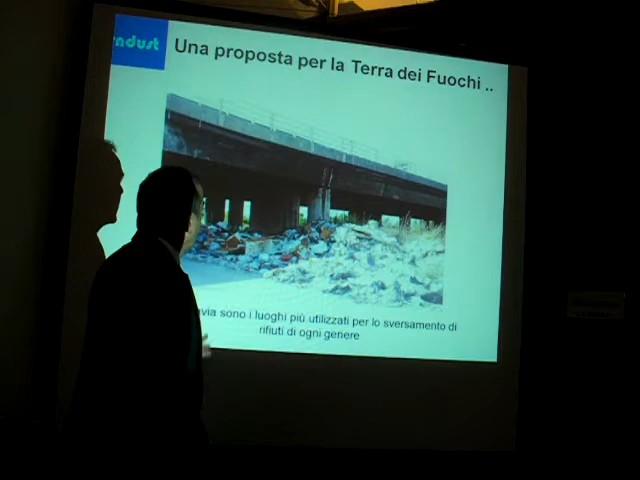 ndust
Una proposta per la Terra dei Fuochi ..
via sono i luoghi più utilizzati per lo sversamento di
rifiuti di ogni genere